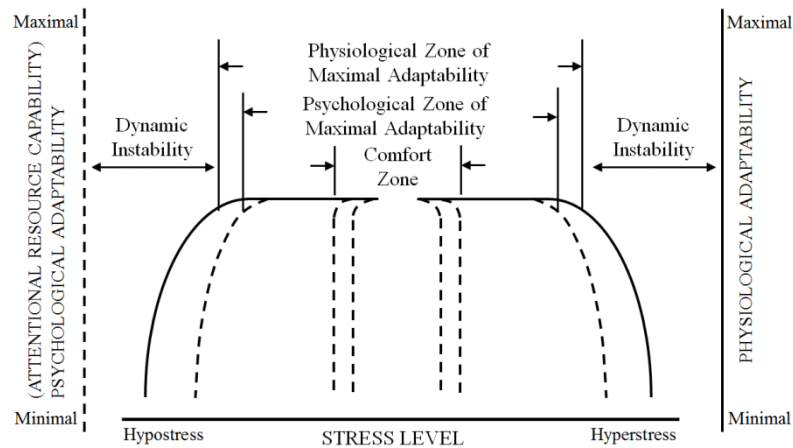 Maximal
Maximal
Physiological Zone of
Maximal Adaptability
Psychological Zone of
Maximal Adaptability
Dynamic
Instability
Comfort
Zone
Dynamic
Instability
(ATTENTIONAL RESOURCE CAPABILITY)
PSYCHOLOGICAL ADAPTABILITY
PHYSIOLOGICAL ADAPTABILITY
Minimal
Minimal
Hypostress
STRESS LEVEL
Hyperstress